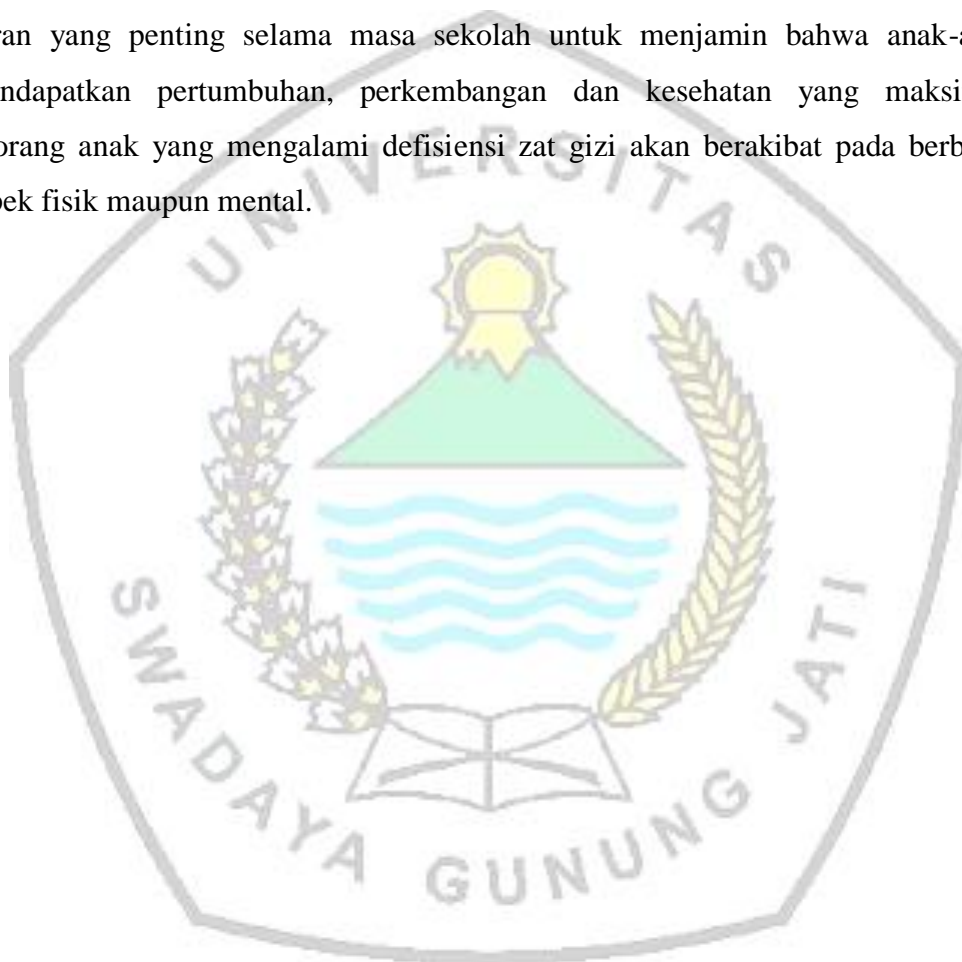 ran yang penting selama masa sekolah untuk menjamin bahwa anak-a
ndapatkan pertumbuhan, perkembangan dan kesehatan yang maksi
orang anak yang mengalami defisiensi zat gizi akan berakibat pada berb
pek fisik maupun mental.
UNIVERSITAS
SWADAYA GUNUNG JATI